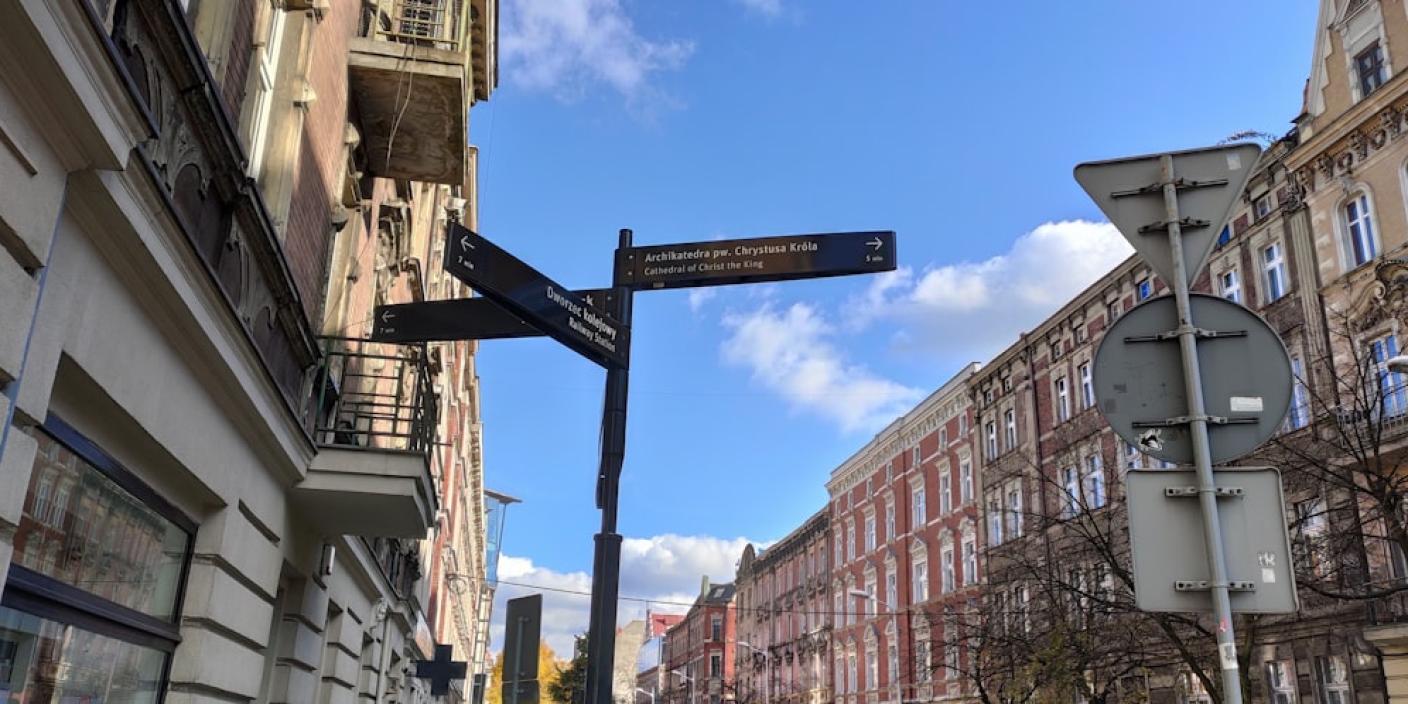 7 min
Dworzec kolejowy
Railway Station
Archikatedra pw. Chrystusa Króla
Cathedral of Christ the King
5 min
7 min